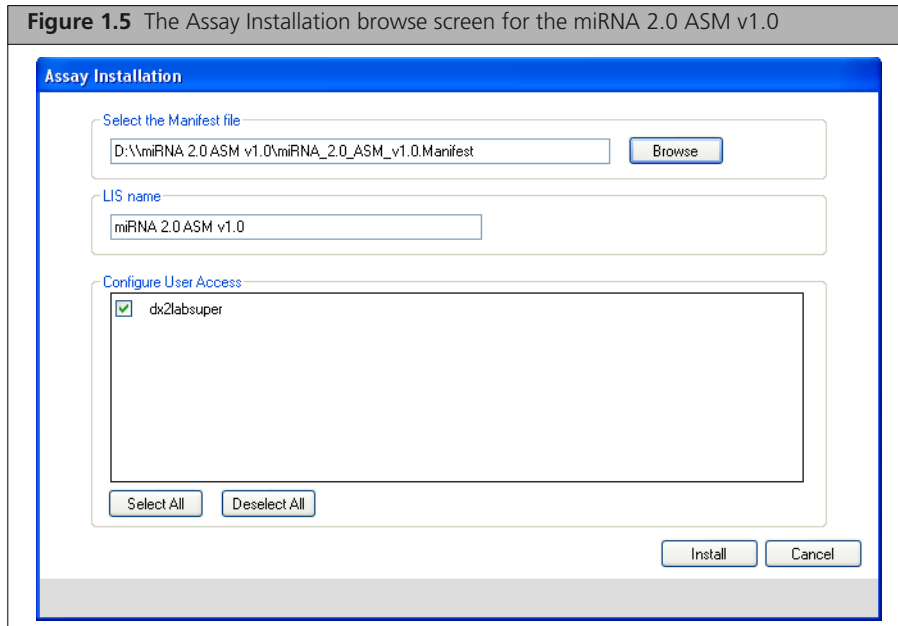 Figure 1.5 The Assay Installation browse screen for the miRNA 2.0 ASM v1.0
Assay Installation
Select the Manifest file
D:\\miRNA 2.0 ASM v1.0\miRNA_2.0_ASM_v1.0.Manifest
Browse
LIS name
miRNA 2.0 ASM v1.0
Configure User Access
dx2labsuper
Select All Deselect All
Install Cancel